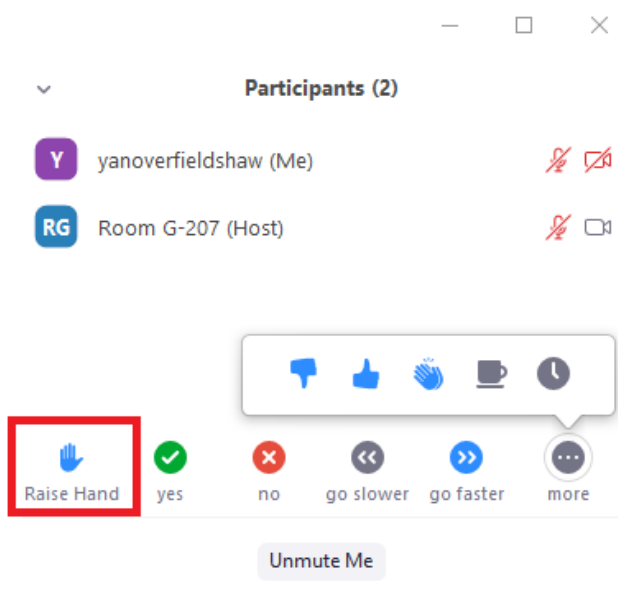 Participants (2)
Y yanoverfieldshaw (Me)
RG Room G-207 (Host)
Raise Hand yes no go slower go faster more
Unmute Me